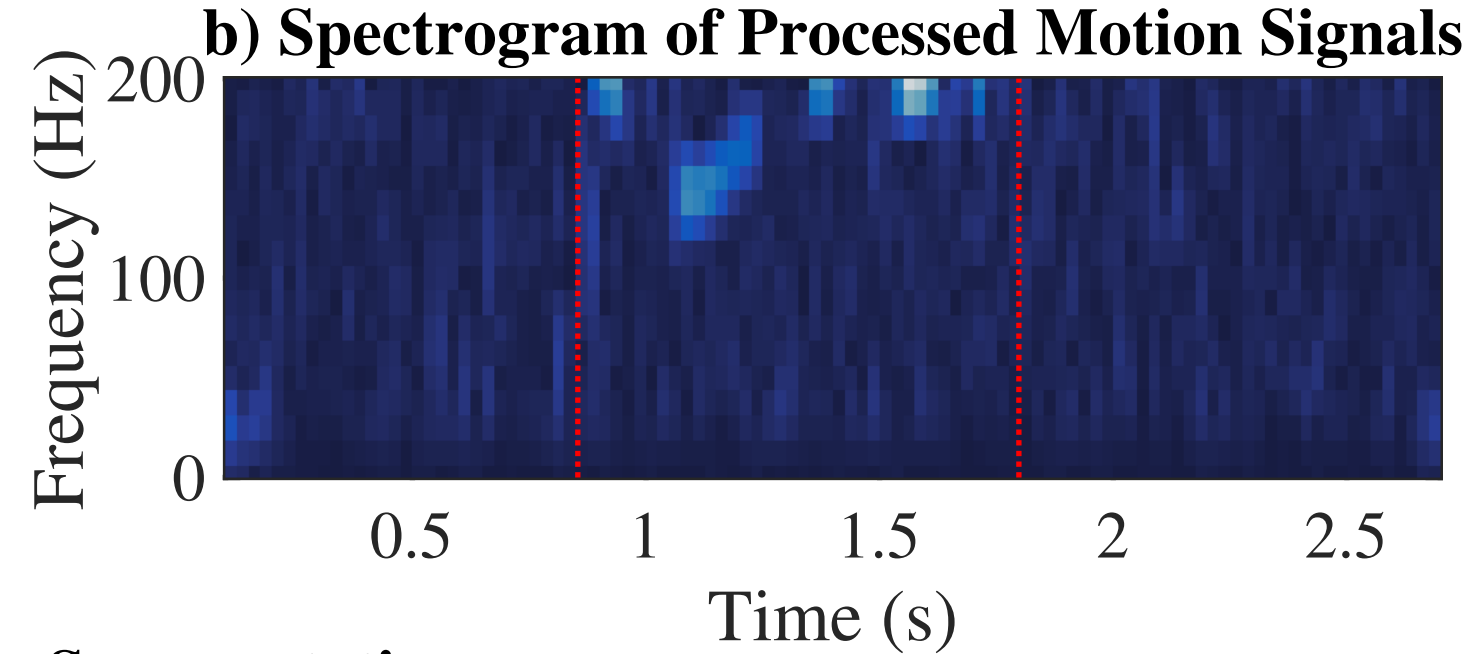 b) Spectrogram of Processed Motion Signals
Frequency (Hz)
200
100
0
0.5 1 1.5 2 2.5
Time (s)